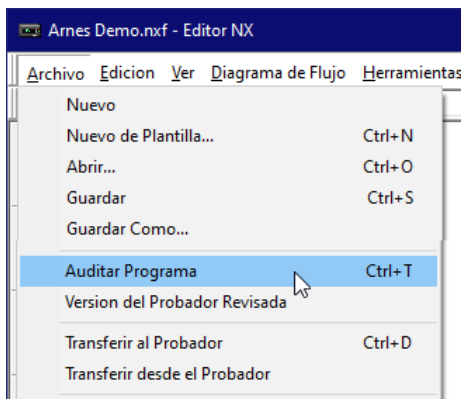 Arnes Demo.nxf - Editor NX
Archivo Edicion Ver Diagrama de Flujo Herramientas
Nuevo
Nuevo de Plantilla... Ctrl+N
Abrir... Ctrl+O
Guardar Ctrl+S
Guardar Como...
Auditar Programa Ctrl+T
Version del Probador Revisada
Transferir al Probador Ctrl+D
Transferir desde el Probador